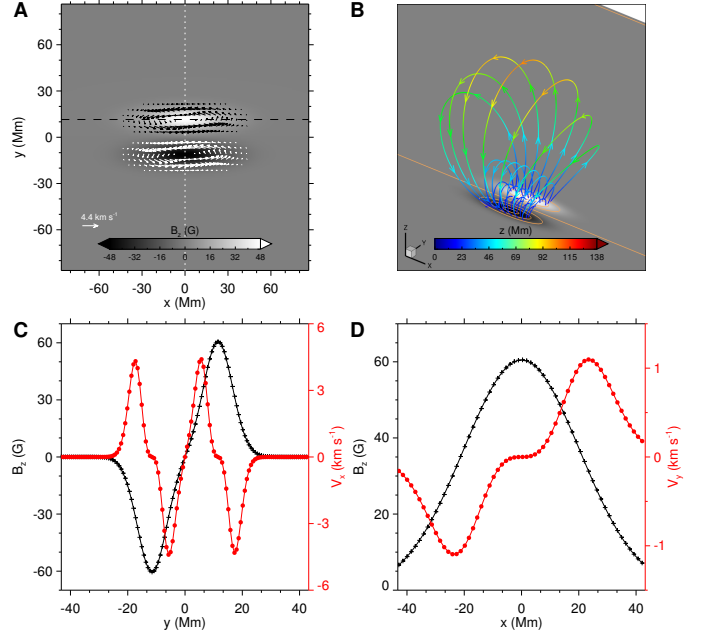 A
60
30
0
-30
-60
y (Mm)
4.4 km s⁻¹
B_z (G)
-48 -32 -16 0 16 32 48
-60 -30 0 30 60
x (Mm)
B
z (Mm)
0 23 46 69 92 115 138
Z
Y
X
C
60
30
0
-30
-60
B_z (G)
6
3
0
-3
-6
V_x (km s⁻¹)
-40 -20 0 20 40
y (Mm)
D
60
40
20
0
B_z (G)
1
0
-1
V_y (km s⁻¹)
-40 -20 0 20 40
x (Mm)